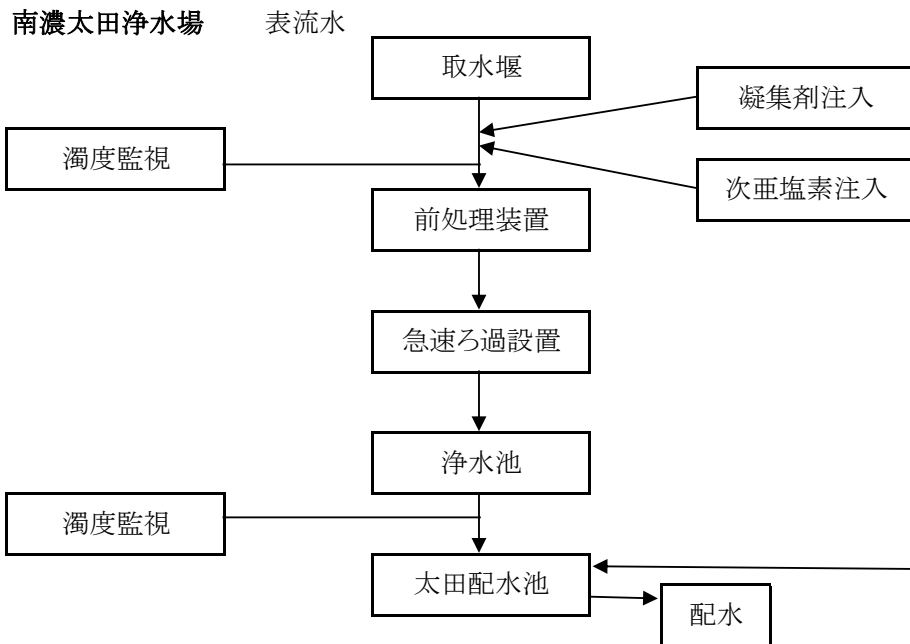 南濃太田浄水場 表流水
取水堰
凝集剤注入
濁度監視
次亜塩素注入
前処理装置
急速ろ過設置
浄水池
濁度監視
太田配水池
配水